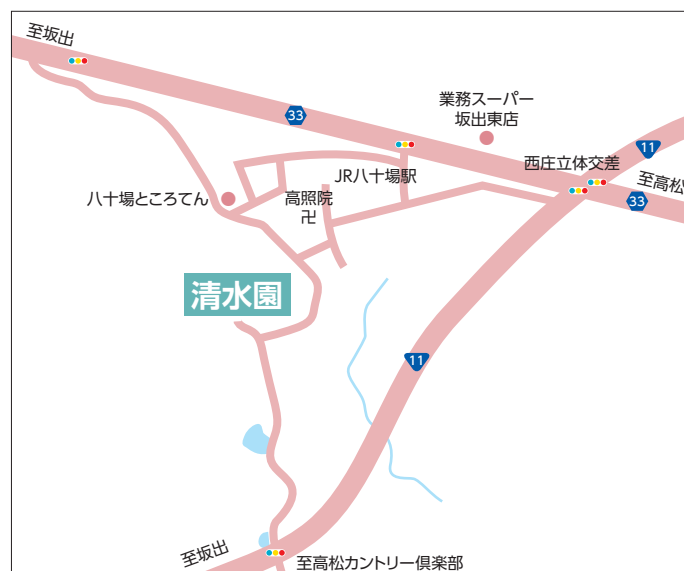 至坂出
33
業務スーパー
坂出東店
11
西庄立体交差
JR八十場駅
至高松
33
八十場ところてん
高照院
卍
清水園
11
至坂出
至高松カントリー倶楽部